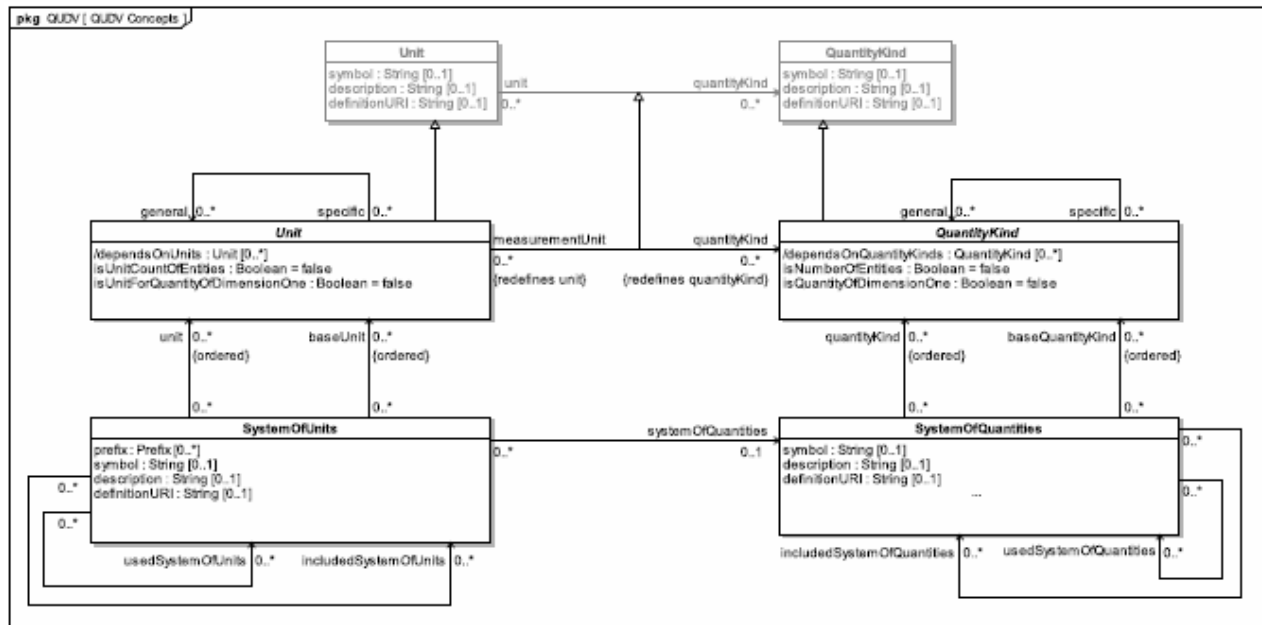 pkg QUDV [ QUDV Concepts ]
Unit
symbol : String [0..1]
description : String [0..1]
definitionURI : String [0..1]
unit
0..*
quantityKind
0..*
QuantityKind
symbol : String [0..1]
description : String [0..1]
definitionURI : String [0..1]
general 0..*
specific 0..*
general 0..*
specific 0..*
Unit
/dependsOnUnits : Unit [0..*]
isUnitCountOfEntities : Boolean = false
isUnitForQuantityOfDimensionOne : Boolean = false
measurementUnit
0..*
{redefines unit}
quantityKind
0..*
{redefines quantityKind}
QuantityKind
/dependsOnQuantityKinds : QuantityKind [0..*]
isNumberOfEntities : Boolean = false
isQuantityOfDimensionOne : Boolean = false
unit 0..*
{ordered}
baseUnit 0..*
{ordered}
quantityKind 0..*
{ordered}
baseQuantityKind 0..*
{ordered}
0..*
0..*
0..*
0..*
SystemOfUnits
prefix : Prefix [0..*]
symbol : String [0..1]
description : String [0..1]
definitionURI : String [0..1]
0..*
systemOfQuantities
0..1
SystemOfQuantities
symbol : String [0..1]
description : String [0..1]
definitionURI : String [0..1]
...
0..*
0..*
0..*
0..*
usedSystemOfUnits 0..*
includedSystemOfUnits 0..*
includedSystemOfQuantities 0..*
usedSystemOfQuantities 0..*